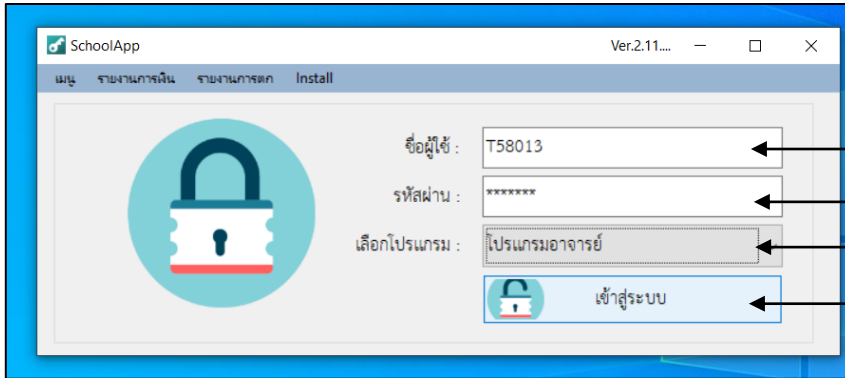 SchoolApp Ver.2.11....
เมนู รายงานการเงิน รายงานการตก Install
ชื่อผู้ใช้ : T58013
รหัสผ่าน : *******
เลือกโปรแกรม : โปรแกรมอาจารย์
เข้าสู่ระบบ